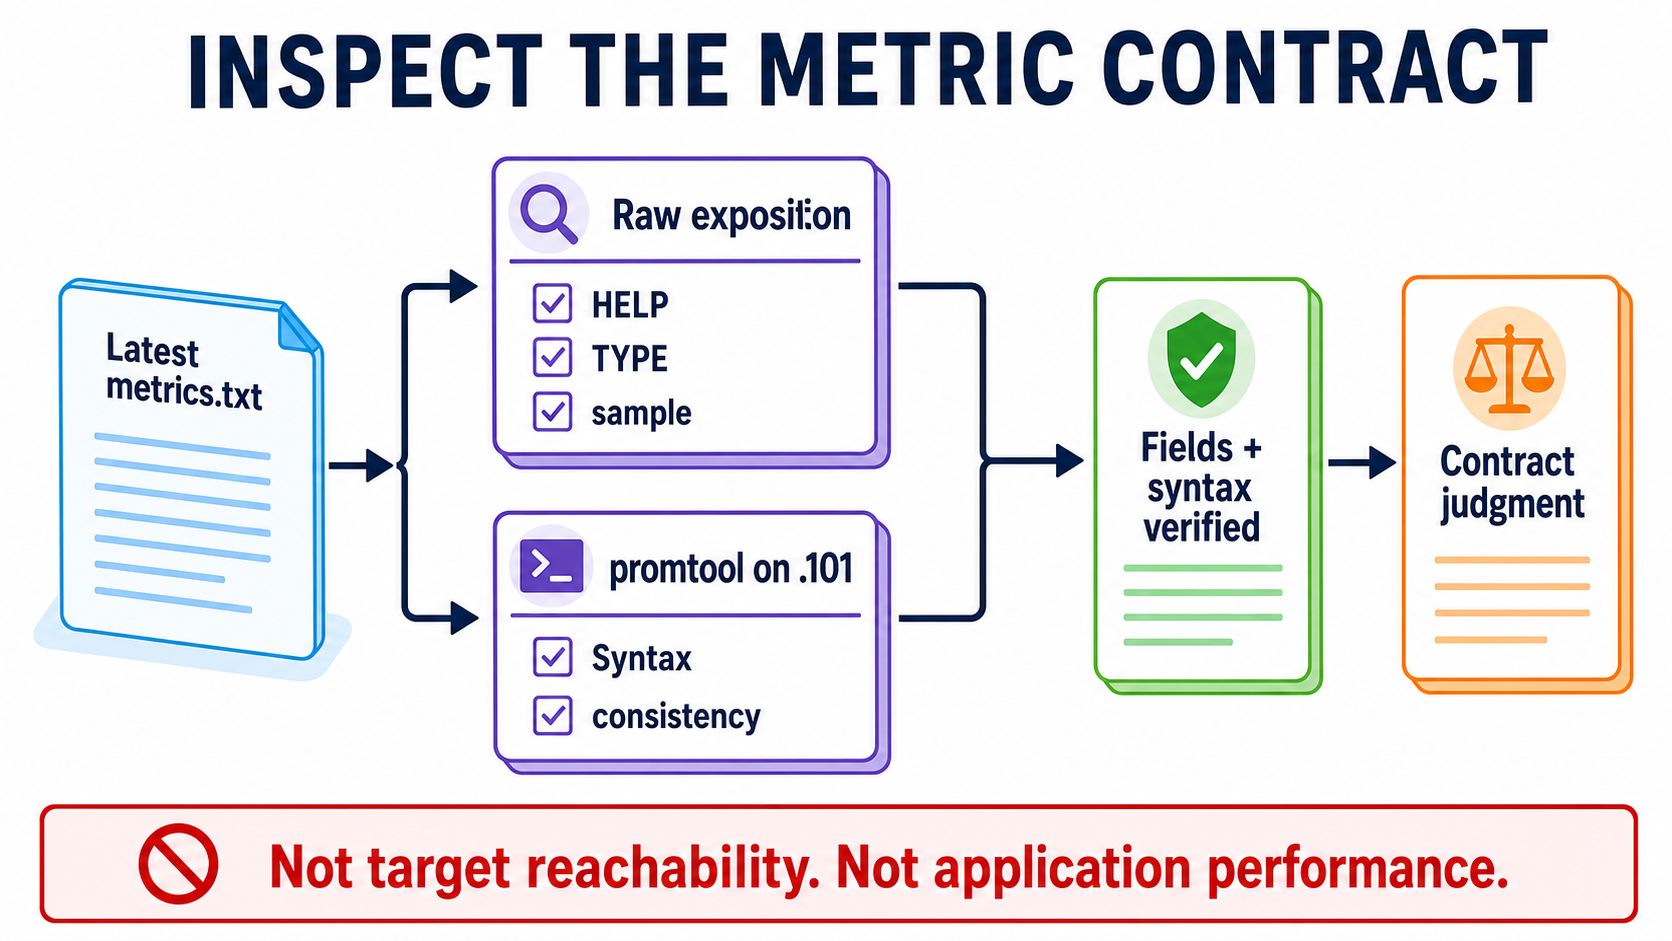 INSPECT THE METRIC CONTRACT
Latest
metrics.txt
Raw exposition
HELP
TYPE
sample
promtool on .101
Syntax
consistency
Fields +
syntax
verified
Contract
judgment
Not target reachability. Not application performance.